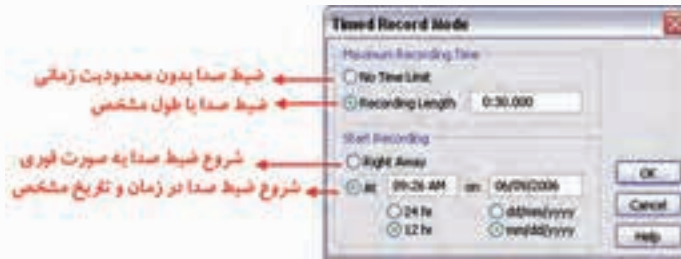 Timed Record Mode
Maximum Recording Time
ضبط صدا بدون محدودیت زمانی
No Time Limit
ضبط صدا با طول مشخص
Recording Length 0:30.000
Start Recording
شروع ضبط صدا به صورت فوری
Right Away
شروع ضبط صدا در زمان و تاریخ مشخص
At 09:26 AM on 06/09/2006
24 hr dd/mm/yyyy
12 hr mm/dd/yyyy
OK
Cancel
Help